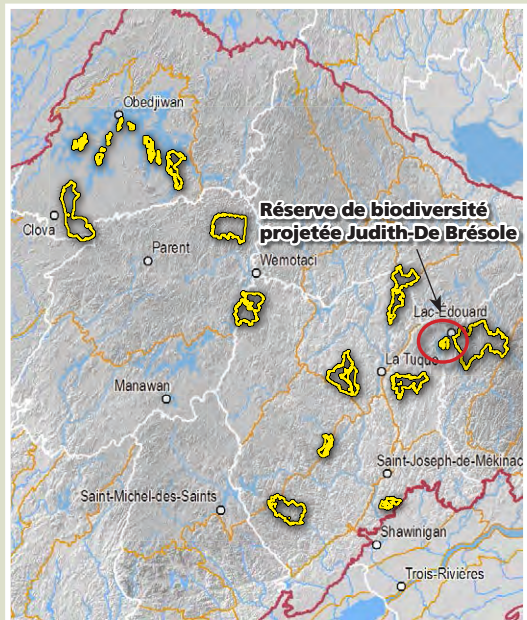 Obedjiwan
Clova
Parent
Réserve de biodiversité
projetée Judith-De Brésole
Wemotaci
Lac-Édouard
La Tuque
Manawan
Saint-Joseph-de-Mékinac
Saint-Michel-des-Saints
Shawinigan
Trois-Rivières